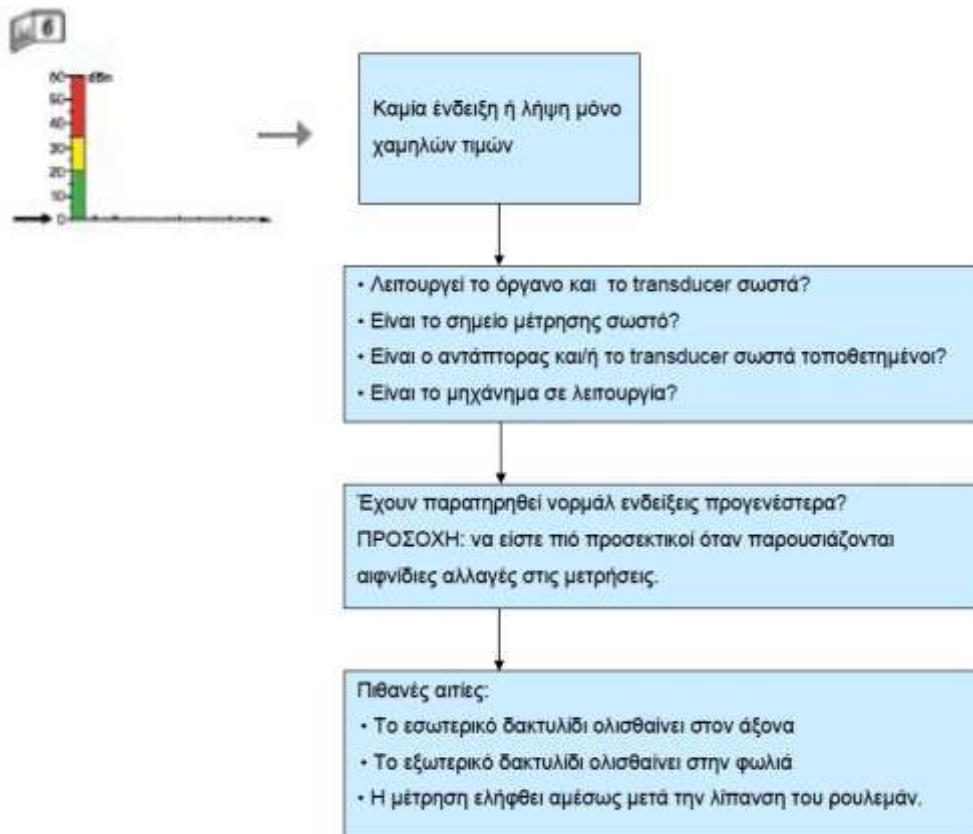 6
60 dBn
50
40
30
20
10
0
Καμία ένδειξη ή λήψη μόνο
χαμηλών τιμών
• Λειτουργεί το όργανο και το transducer σωστά?
• Είναι το σημείο μέτρησης σωστό?
• Είναι ο αντάπτορας και/ή το transducer σωστά τοποθετημένοι?
• Είναι το μηχάνημα σε λειτουργία?
Έχουν παρατηρηθεί νορμάλ ενδείξεις προγενέστερα?
ΠΡΟΣΟΧΗ: να είστε πιό προσεκτικοί όταν παρουσιάζονται
αιφνίδιες αλλαγές στις μετρήσεις.
Πιθανές αιτίες:
• Το εσωτερικό δακτυλίδι ολισθαίνει στον άξονα
• Το εξωτερικό δακτυλίδι ολισθαίνει στην φωλιά
• Η μέτρηση ελήφθει αμέσως μετά την λίπανση του ρουλεμάν.